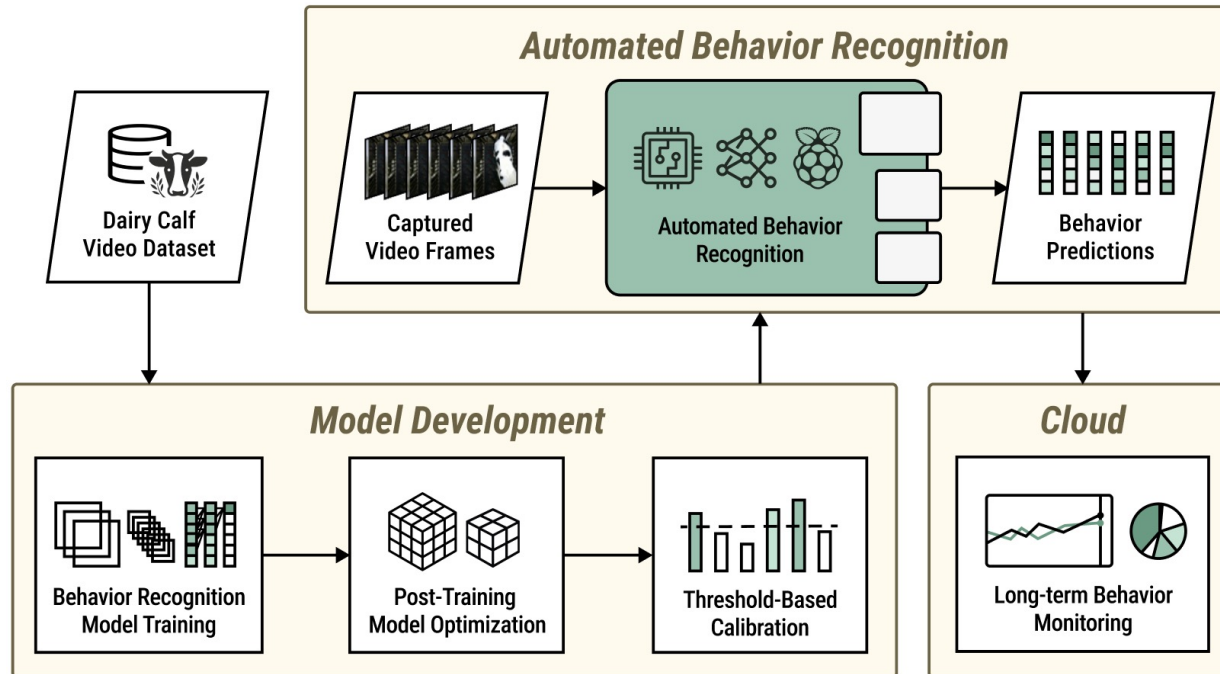 Automated Behavior Recognition
Dairy Calf
Video Dataset
Captured
Video Frames
Automated Behavior
Recognition
Behavior
Predictions
Model Development
Behavior Recognition
Model Training
Post-Training
Model Optimization
Threshold-Based
Calibration
Cloud
Long-term Behavior
Monitoring